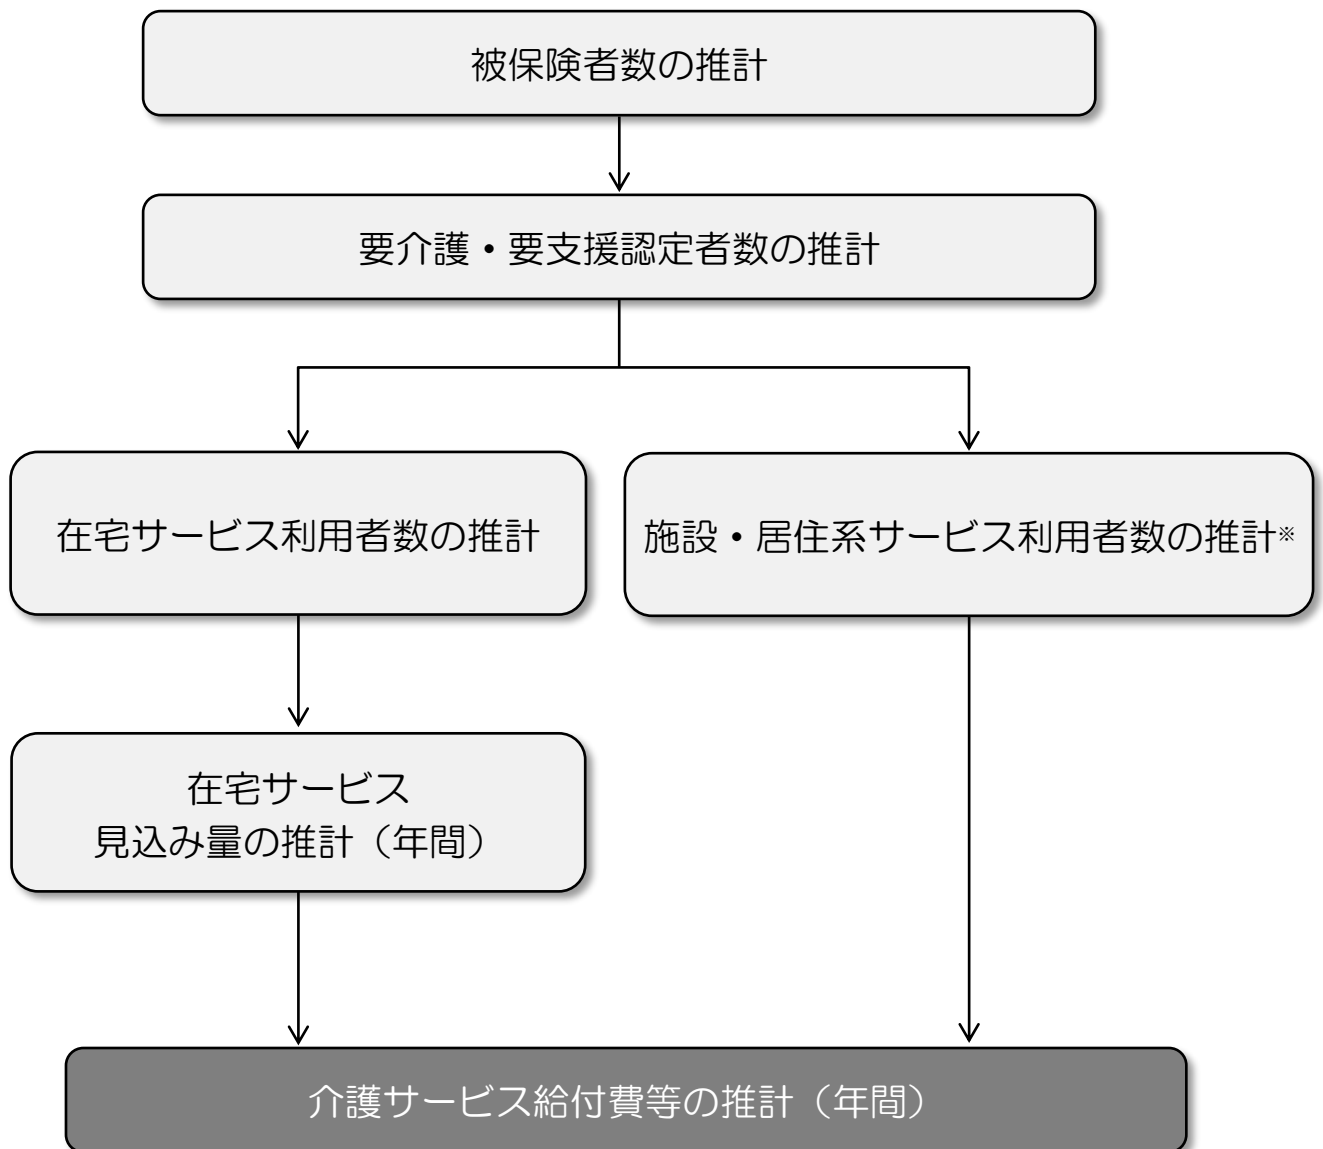 被保険者数の推計
要介護・要支援認定者数の推計
在宅サービス利用者数の推計
施設・居住系サービス利用者数の推計※
在宅サービス
見込み量の推計（年間）
介護サービス給付費等の推計（年間）